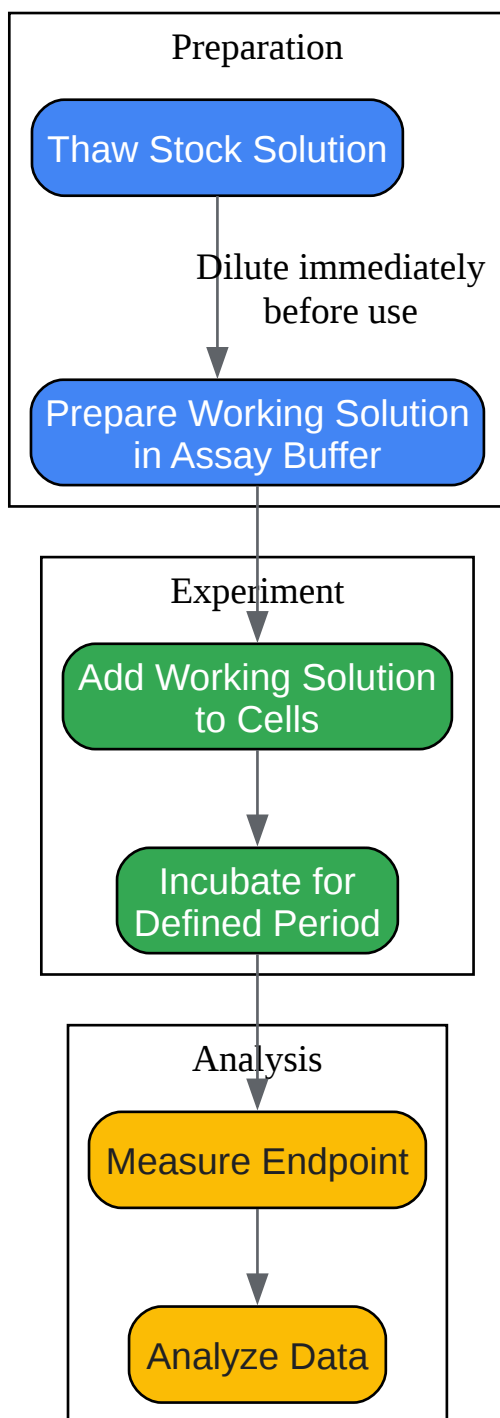 Preparation
Thaw Stock Solution
Dilute immediately
before use
Prepare Working Solution
in Assay Buffer
Experiment
Add Working Solution
to Cells
Incubate for
Defined Period
Analysis
Measure Endpoint
Analyze Data